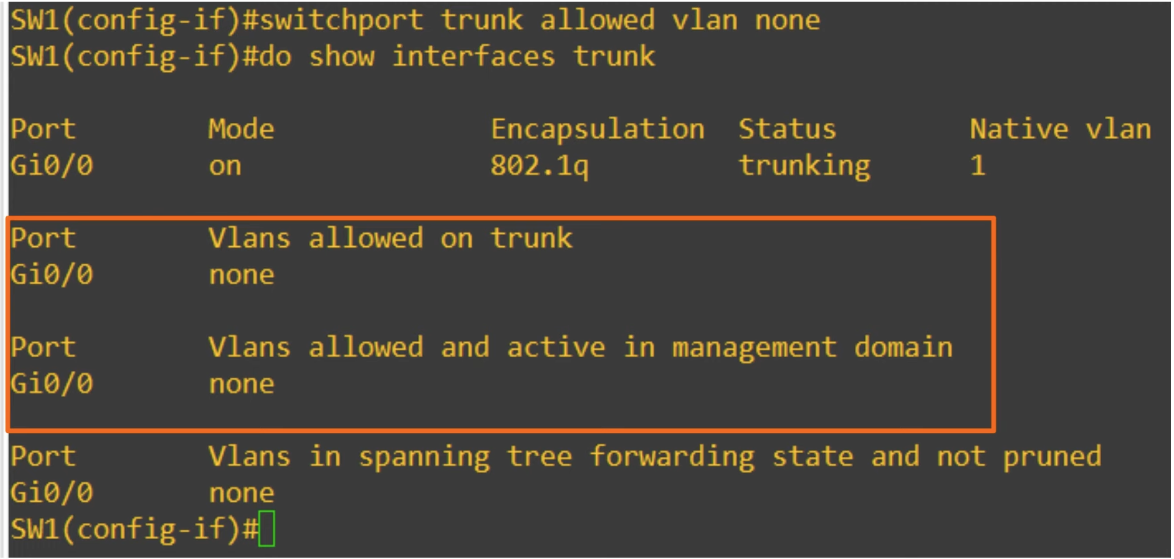 SW1(config-if)#switchport trunk allowed vlan none
SW1(config-if)#do show interfaces trunk
Port Mode Encapsulation Status Native vlan
Gi0/0 on 802.1q trunking 1
Port Vlans allowed on trunk
Gi0/0 none
Port Vlans allowed and active in management domain
Gi0/0 none
Port Vlans in spanning tree forwarding state and not pruned
Gi0/0 none
SW1(config-if)#